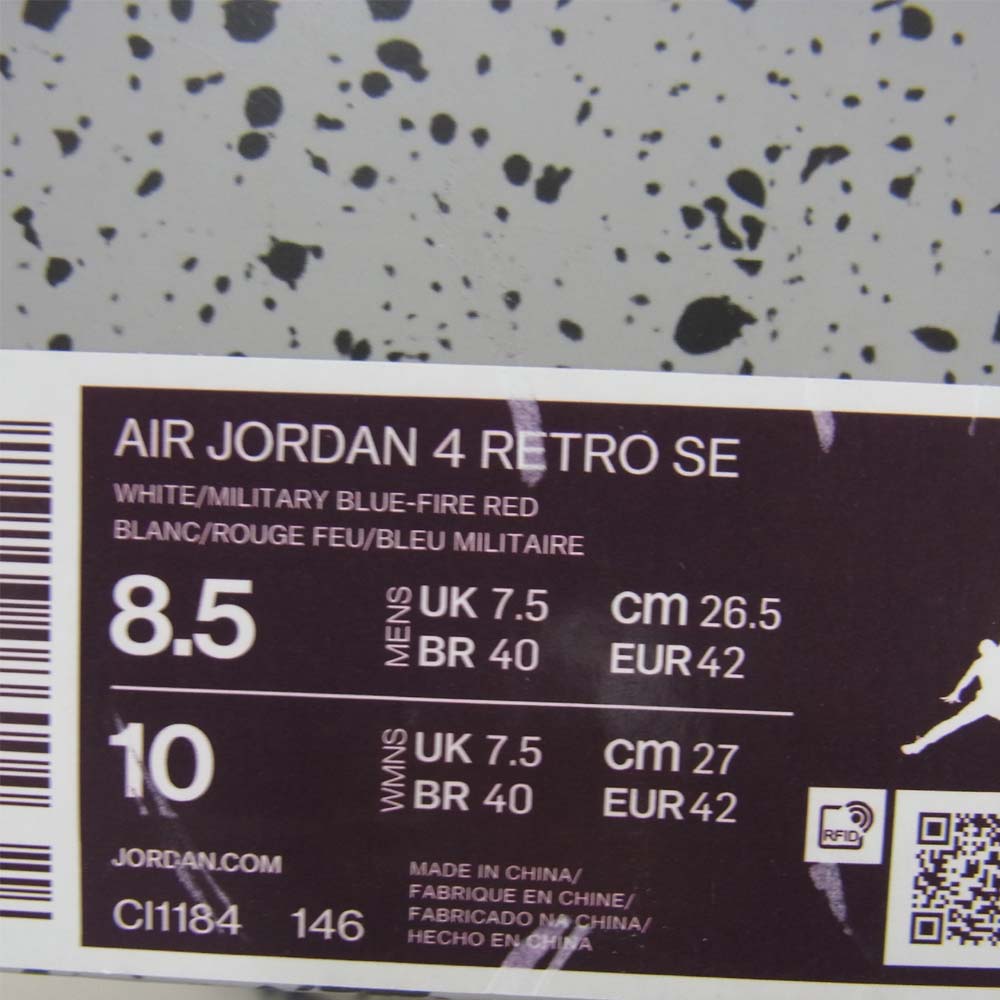 AIR JORDAN 4 RETRO SE
WHITE/MILITARY BLUE-FIRE RED
BLANC/ROUGE FEU/BLEU MILITAIRE
8.5 MENS UK 7.5 cm 26.5
BR 40 EUR 42
10 WMNS UK 7.5 cm 27
BR 40 EUR 42
RFID
JORDAN.COM
CI1184 146
MADE IN CHINA/
FABRIQUE EN CHINE/
FABRICADO NA CHINA/
HECHO EN CHINA